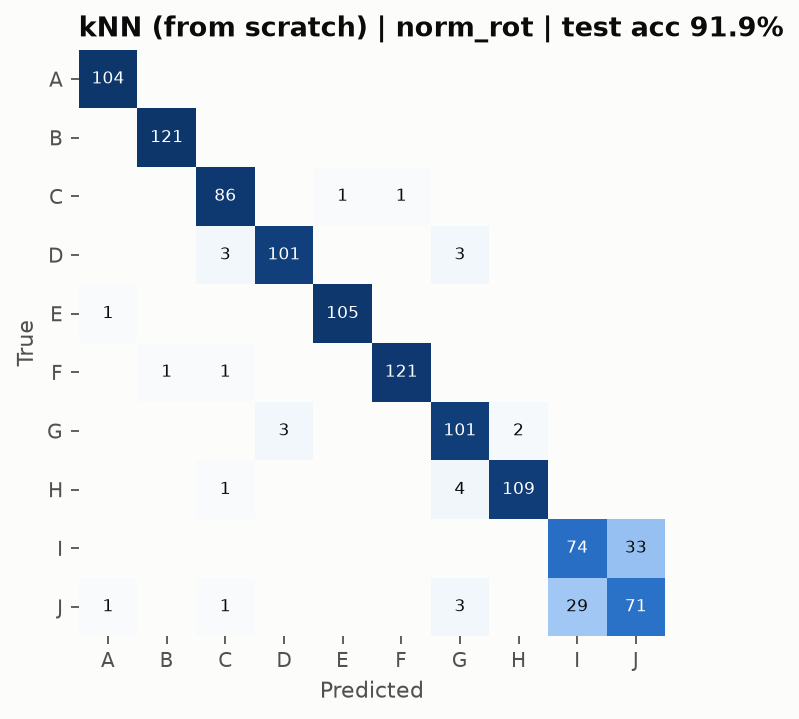 kNN (from scratch) | norm_rot | test acc 91.9%
A 104
B 121
C 86 1 1
D 3 101 3
E 1 105
F 1 1 121
G 3 101 2
H 1 4 109
I 74 33
J 1 1 3 29 71
True
A B C D E F G H I J
Predicted